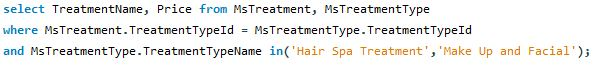 select TreatmentName, Price from MsTreatment, MsTreatmentType
where MsTreatment.TreatmentTypeId = MsTreatmentType.TreatmentTypeId
and MsTreatmentType.TreatmentTypeName in('Hair Spa Treatment','Make Up and Facial');